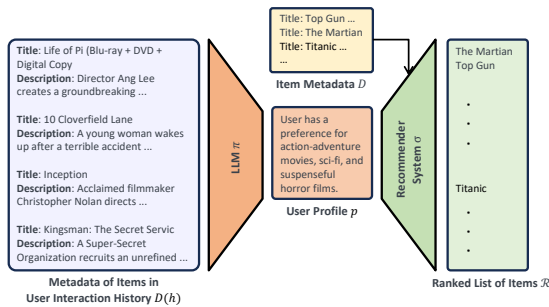 Title: Life of Pi (Blu-ray + DVD +
Digital Copy
Description: Director Ang Lee
creates a groundbreaking ...
Title: 10 Cloverfield Lane
Description: A young woman wakes
up after a terrible accident ...
Title: Inception
Description: Acclaimed filmmaker
Christopher Nolan directs ...
Title: Kingsman: The Secret Servic
Description: A Super-Secret
Organization recruits an unrefined ...
Metadata of Items in
User Interaction History D(h)
LLM π
Title: Top Gun ...
Title: The Martian
Title: Titanic ...
...
Item Metadata D
User has a
preference for
action-adventure
movies, sci-fi, and
suspenseful
horror films.
User Profile p
Recommender
System σ
The Martian
Top Gun
.
.
.
Titanic
.
.
.
Ranked List of Items ℛ